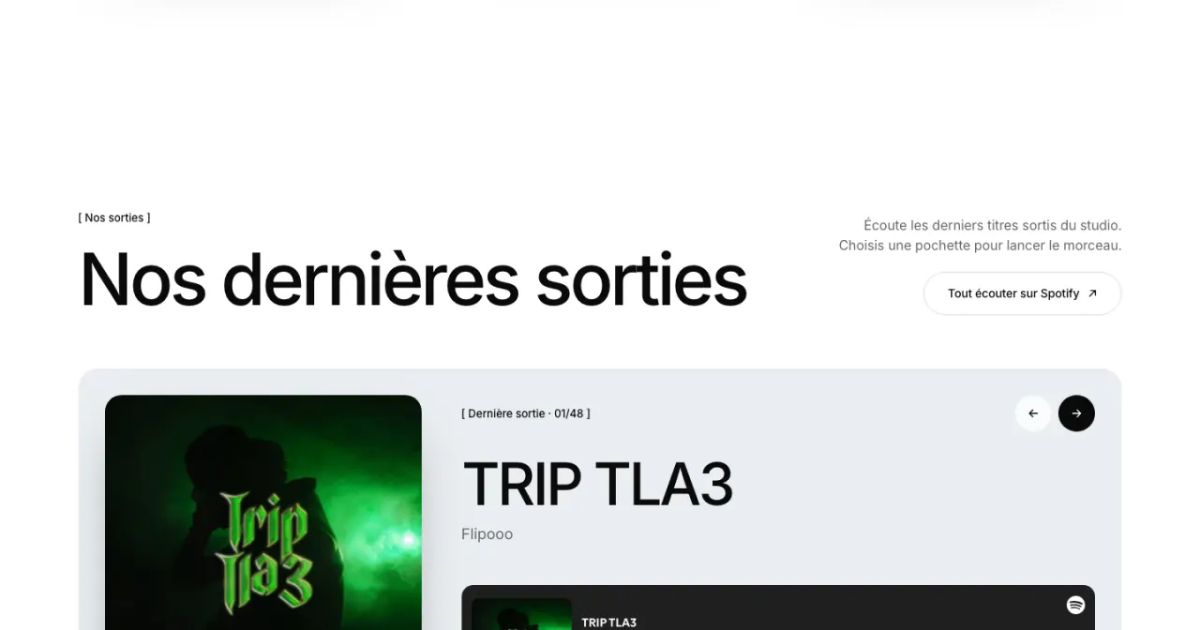 [ Nos sorties ]
Nos dernières sorties
Écoute les derniers titres sortis du studio.
Choisis une pochette pour lancer le morceau.
Tout écouter sur Spotify ↗
[ Dernière sortie · 01/48 ]
← →
TRIP TLA3
Flipooo
Trip
Tla3
TRIP TLA3